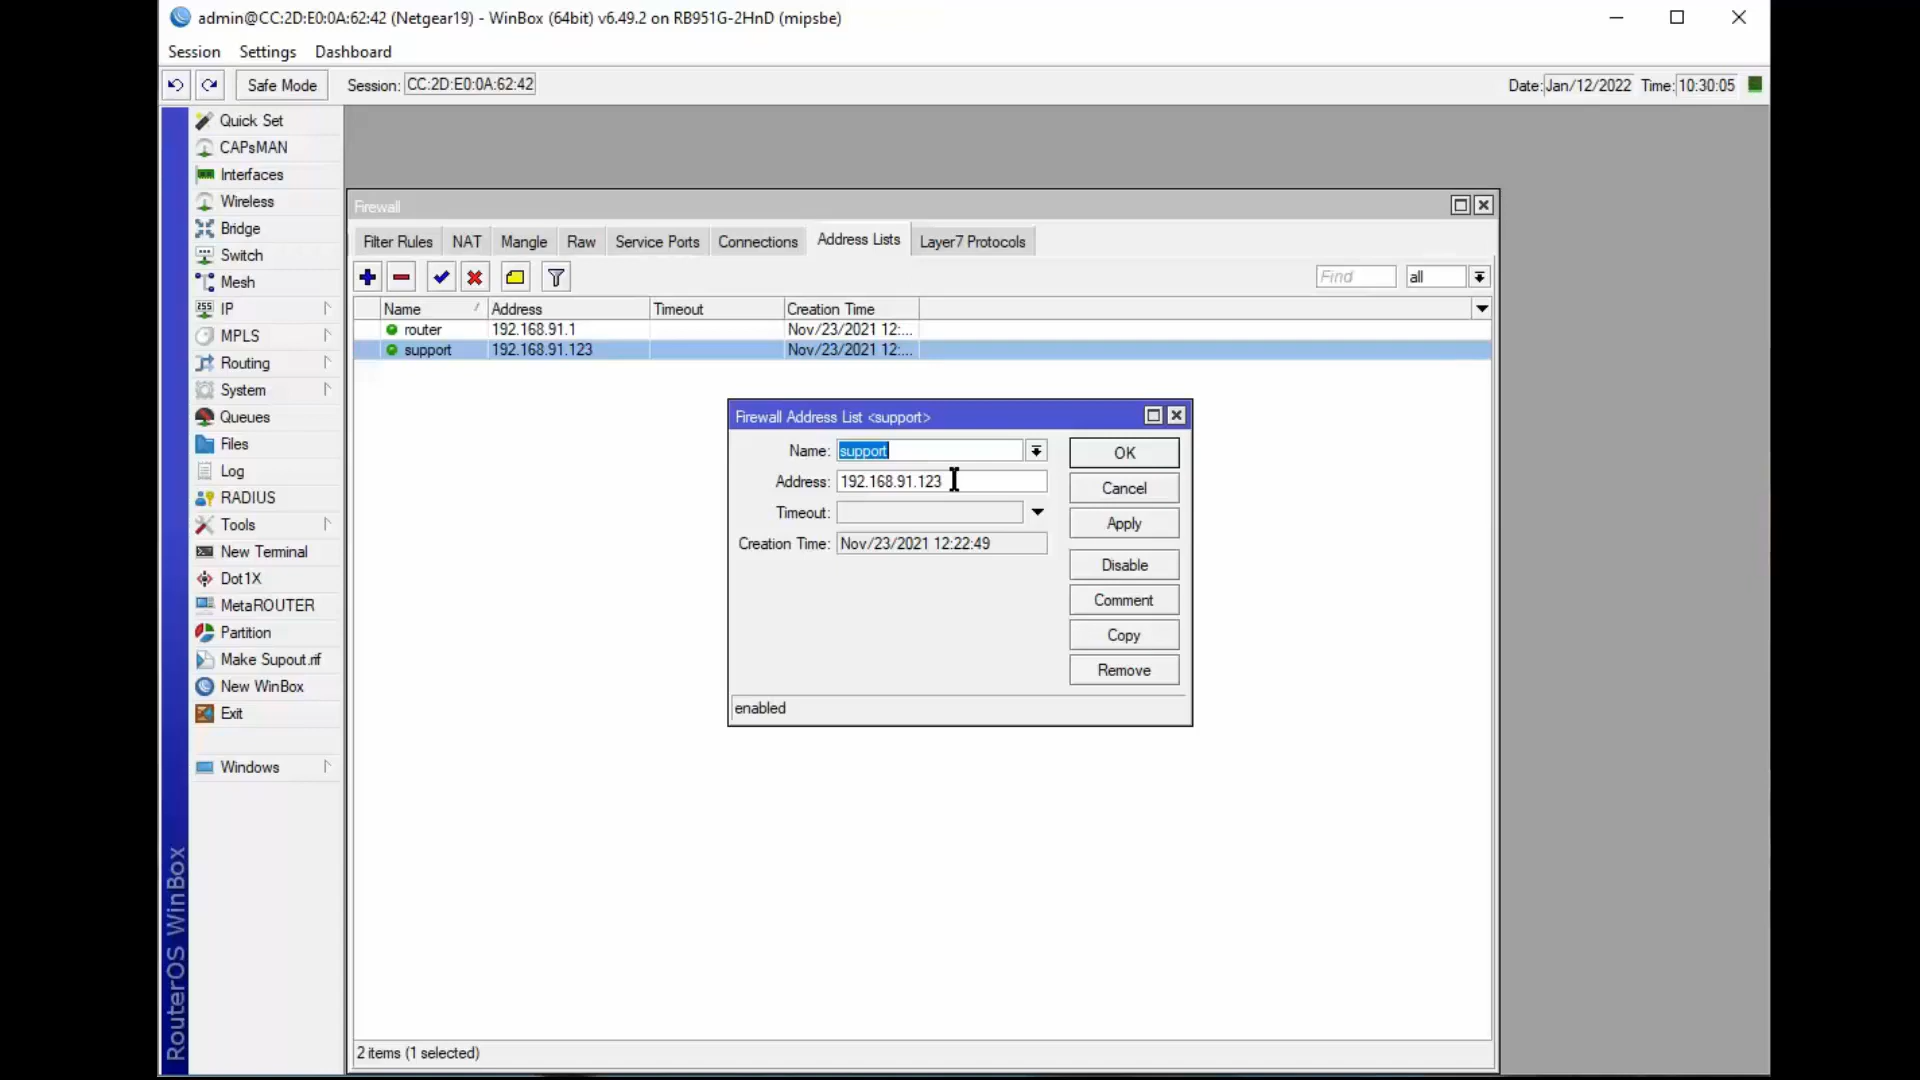 admin@CC:2D:E0:0A:62:42 (Netgear19) - WinBox (64bit) v6.49.2 on RB951G-2HnD (mipsbe)
Session Settings Dashboard
Safe Mode Session: CC:2D:E0:0A:62:42 Date: Jan/12/2022 Time: 10:30:05
Quick Set
CAPsMAN
Interfaces
Wireless
Bridge
Switch
Mesh
255 IP
MPLS
Routing
System
Queues
Files
Log
RADIUS
Tools
New Terminal
Dot1X
MetaROUTER
Partition
Make Supout.rif
New WinBox
Exit
Windows
RouterOS WinBox
Firewall
Filter Rules NAT Mangle Raw Service Ports Connections Address Lists Layer7 Protocols
Find all
Name / Address Timeout Creation Time
router 192.168.91.1 Nov/23/2021 12:...
support 192.168.91.123 Nov/23/2021 12:...
Firewall Address List <support>
Name: support
Address: 192.168.91.123
Timeout:
Creation Time: Nov/23/2021 12:22:49
OK
Cancel
Apply
Disable
Comment
Copy
Remove
enabled
2 items (1 selected)